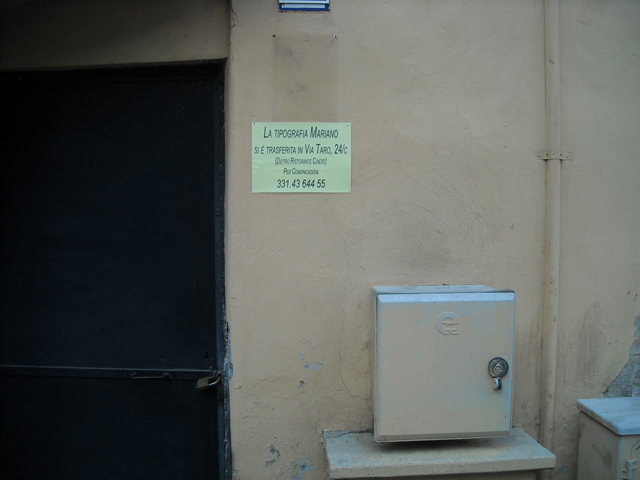 LA TIPOGRAFIA MARIANO
SI È TRASFERITA IN VIA TARO, 24/C
(DIETRO RISTORANTE CINESE)
PER COMUNICAZIONI
331.43 644 55